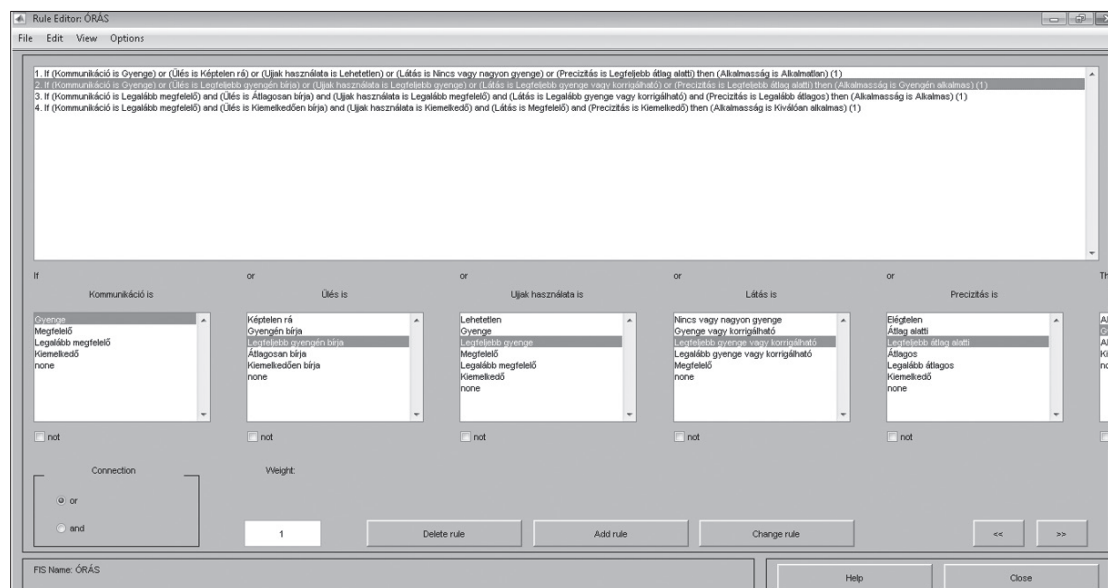 Rule Editor: ÓRÁS
File Edit View Options
1. If (Kommunikáció is Gyenge) or (Ülés is Képtelen rá) or (Ujjak használata is Lehetetlen) or (Látás is Nincs vagy nagyon gyenge) or (Precizitás is Legfeljebb átlag alatti) then (Alkalmasság is Alkalmatlan) (1)
2. If (Kommunikáció is Gyenge) or (Ülés is Legfeljebb gyengén bírja) or (Ujjak használata is Legfeljebb gyenge) or (Látás is Legfeljebb gyenge vagy korrigálható) or (Precizitás is Legfeljebb átlag alatti) then (Alkalmasság is Gyengén alkalmas) (1)
3. If (Kommunikáció is Legalább megfelelő) and (Ülés is Átlagosan bírja) and (Ujjak használata is Legalább megfelelő) and (Látás is Legalább gyenge vagy korrigálható) and (Precizitás is Legalább átlagos) then (Alkalmasság is Alkalmas) (1)
4. If (Kommunikáció is Legalább megfelelő) and (Ülés is Kiemelkedően bírja) and (Ujjak használata is Kiemelkedő) and (Látás is Megfelelő) and (Precizitás is Kiemelkedő) then (Alkalmasság is Kiválóan alkalmas) (1)
If or or or or Th
Kommunikáció is Ülés is Ujjak használata is Látás is Precizitás is
Gyenge
Megfelelő
Legalább megfelelő
Kiemelkedő
none
Képtelen rá
Gyengén bírja
Legfeljebb gyengén bírja
Átlagosan bírja
Kiemelkedően bírja
none
Lehetetlen
Gyenge
Legfeljebb gyenge
Megfelelő
Legalább megfelelő
Kiemelkedő
none
Nincs vagy nagyon gyenge
Gyenge vagy korrigálható
Legfeljebb gyenge vagy korrigálható
Legalább gyenge vagy korrigálható
Megfelelő
none
Elégtelen
Átlag alatti
Legfeljebb átlag alatti
Átlagos
Legalább átlagos
Kiemelkedő
none
not not not not not
Connection Weight:
or
and
1 Delete rule Add rule Change rule << >>
FIS Name: ÓRÁS Help Close